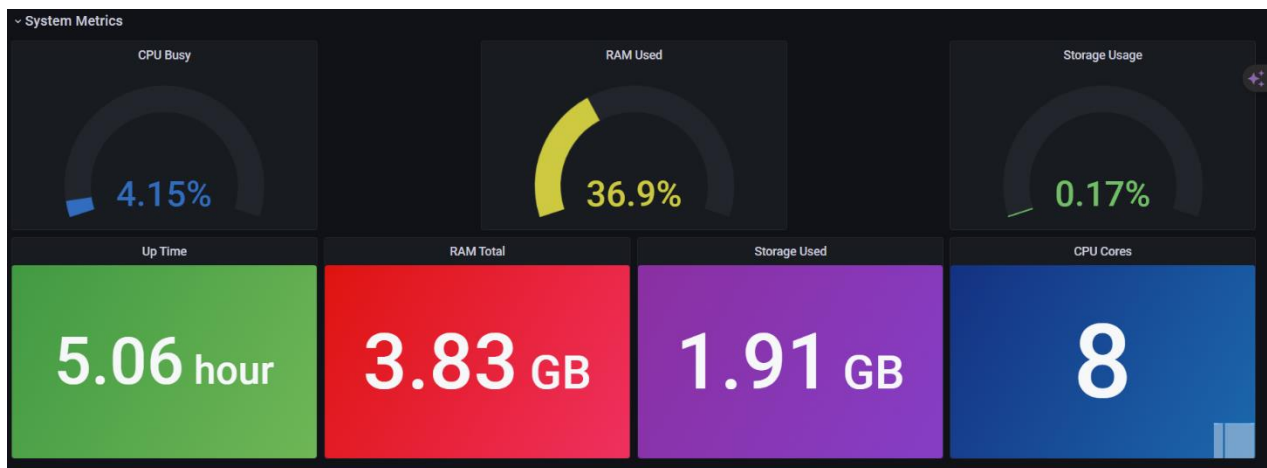 System Metrics
CPU Busy
RAM Used
Storage Usage
4.15%
36.9%
0.17%
Up Time
RAM Total
Storage Used
CPU Cores
5.06 hour
3.83 GB
1.91 GB
8